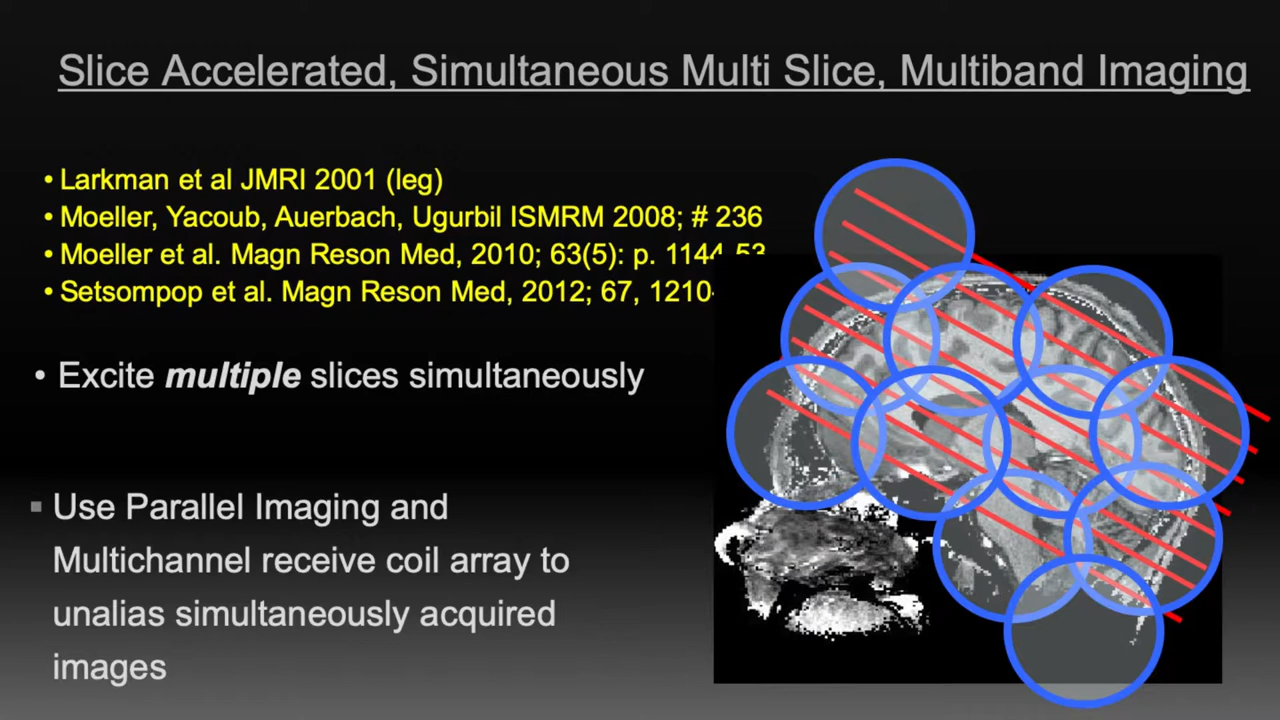 Slice Accelerated, Simultaneous Multi Slice, Multiband Imaging
• Larkman et al JMRI 2001 (leg)
• Moeller, Yacoub, Auerbach, Ugurbil ISMRM 2008; # 236
• Moeller et al. Magn Reson Med, 2010; 63(5): p. 1144-53
• Setsompop et al. Magn Reson Med, 2012; 67, 1210-
• Excite multiple slices simultaneously
▪ Use Parallel Imaging and
Multichannel receive coil array to
unalias simultaneously acquired
images